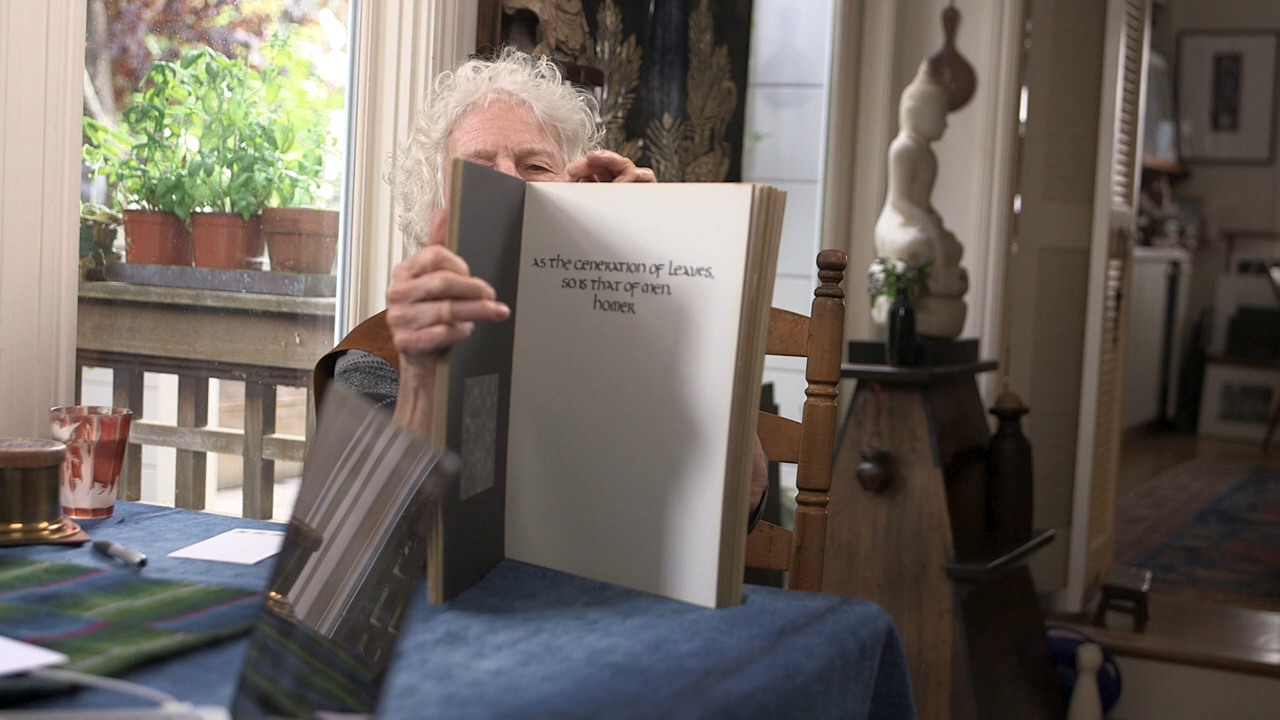 as the generation of leaves,
so is that of men.
homer